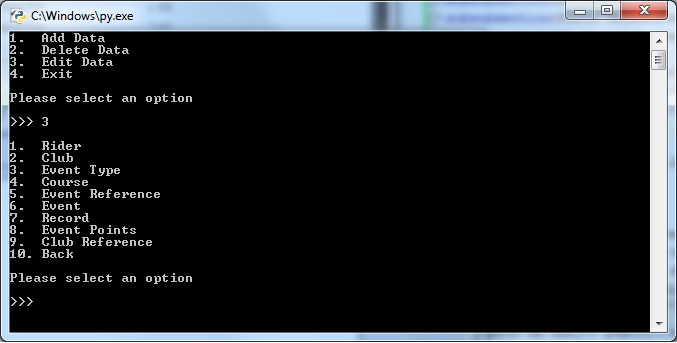 C:\Windows\py.exe
1. Add Data
2. Delete Data
3. Edit Data
4. Exit
Please select an option
>>> 3
1. Rider
2. Club
3. Event Type
4. Course
5. Event Reference
6. Event
7. Record
8. Event Points
9. Club Reference
10. Back
Please select an option
>>>